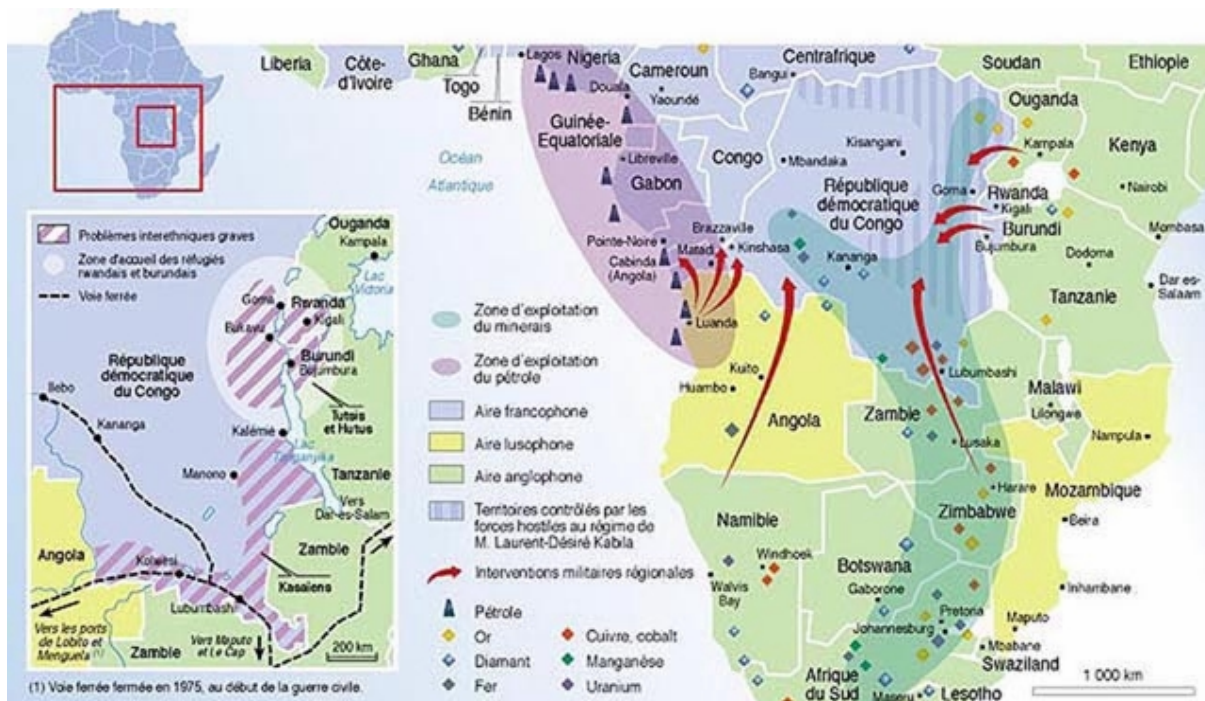 Liberia
Côte-
d'Ivoire
Ghana
Togo
Bénin
Lagos
Nigeria
Douala
Cameroun
Yaoundé
Centrafrique
Bangui
Soudan
Ethiopie
Guinée-
Equatoriale
Libreville
Gabon
Congo
Mbandaka
Kisangani
Ouganda
Kampala
Kenya
Nairobi
Océan
Atlantique
République
démocratique
du Congo
Goma
Rwanda
Kigali
Burundi
Bujumbura
Mombasa
Dodoma
Dar es-
Salaam
Tanzanie
Pointe-Noire
Brazzaville
Matadi
Kinshasa
Cabinda
(Angola)
Kananga
Luanda
Kuito
Huambo
Angola
Lubumbashi
Zambie
Malawi
Lilongwe
Lusaka
Nampula
Harare
Mozambique
Zimbabwe
Beira
Namibie
Windhoek
Walvis
Bay
Botswana
Gaborone
Pretoria
Johannesburg
Inhambane
Maputo
Mbabane
Swaziland
Afrique
du Sud
Maseru
Lesotho
1 000 km
Zone d'exploitation
du minerais
Zone d'exploitation
du pétrole
Aire francophone
Aire lusophone
Aire anglophone
Territoires contrôlés par les
forces hostiles au régime de
M. Laurent-Désiré Kabila
Interventions militaires régionales
Pétrole
Or
Diamant
Fer
Cuivre, cobalt
Manganèse
Uranium
Problèmes interethniques graves
Zone d'accueil des réfugiés
rwandais et burundais
Voie ferrée
Ouganda
Kampala
Lac
Victoria
Goma
Rwanda
Kigali
Bukavu
Burundi
Bujumbura
République
démocratique
du Congo
Ilebo
Kananga
Tutsis
et Hutus
Kalémie
Lac
Tanganyika
Manono
Tanzanie
Vers
Dar-es-Salam
Angola
Kolwesi
Zambie
Kasaïens
Lubumbashi
Vers les ports
de Lobito et
Menguela (1)
Zambie
Vers Maputo
et Le Cap
200 km
(1) Voie ferrée fermée en 1975, au début de la guerre civile.